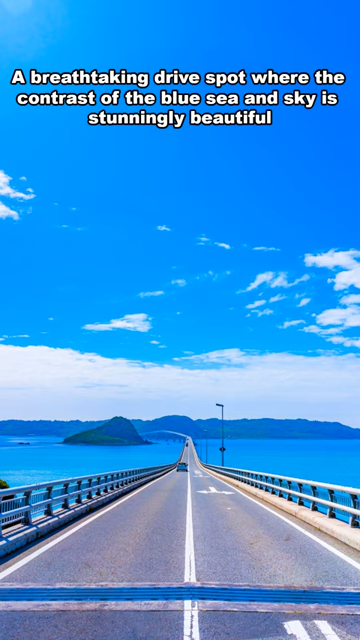 A breathtaking drive spot where the
contrast of the blue sea and sky is
stunningly beautiful